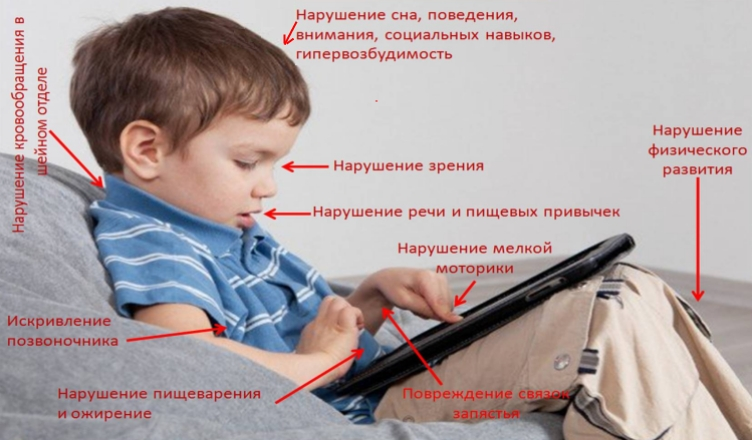 Нарушение сна, поведения,
внимания, социальных навыков,
гипервозбудимость
Нарушение кровообращения в
шейном отделе
Нарушение
физического
развития
Нарушение зрения
Нарушение речи и пищевых привычек
Нарушение мелкой
моторики
Искривление
позвоночника
Нарушение пищеварения
и ожирение
Повреждение связок
запястья